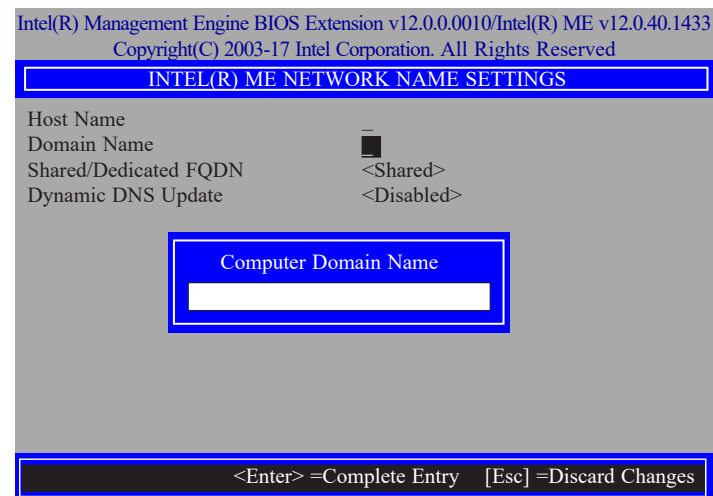 Intel(R) Management Engine BIOS Extension v12.0.0.0010/Intel(R) ME v12.0.40.1433
Copyright(C) 2003-17 Intel Corporation. All Rights Reserved
INTEL(R) ME NETWORK NAME SETTINGS
Host Name _
Domain Name _
Shared/Dedicated FQDN <Shared>
Dynamic DNS Update <Disabled>
Computer Domain Name
<Enter> =Complete Entry [Esc] =Discard Changes